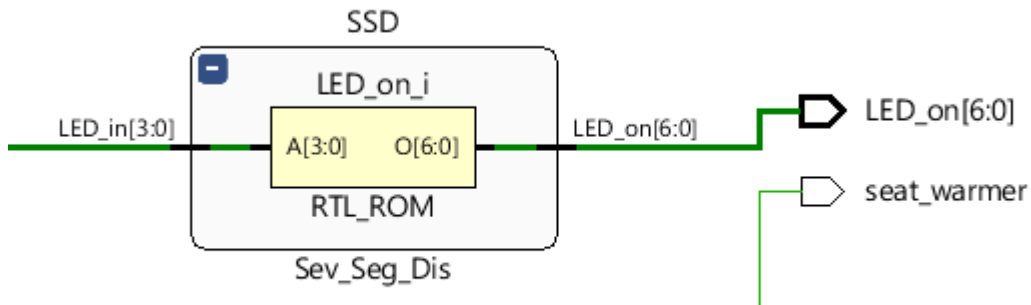 SSD
LED_on_i
LED_in[3:0]
A[3:0] O[6:0]
LED_on[6:0]
RTL_ROM
Sev_Seg_Dis
LED_on[6:0]
seat_warmer